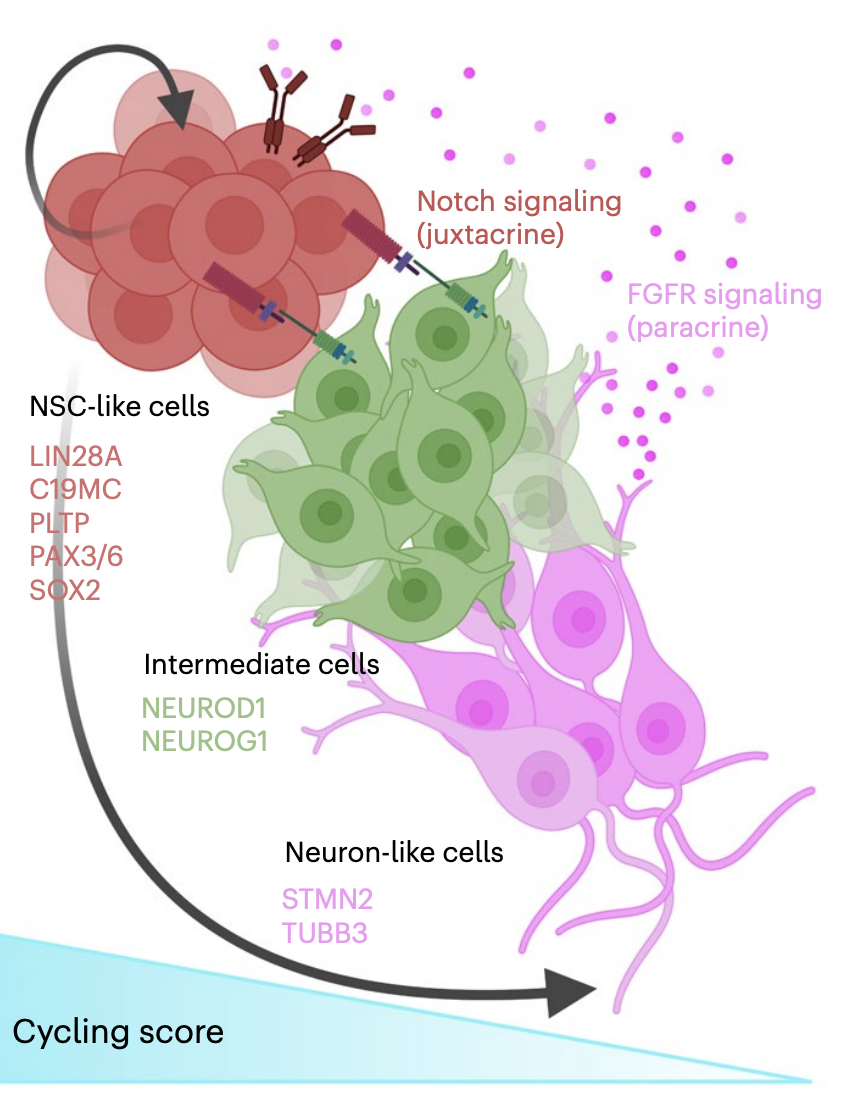 Notch signaling
(juxtacrine)
FGFR signaling
(paracrine)
NSC-like cells
LIN28A
C19MC
PLTP
PAX3/6
SOX2
Intermediate cells
NEUROD1
NEUROG1
Neuron-like cells
STMN2
TUBB3
Cycling score